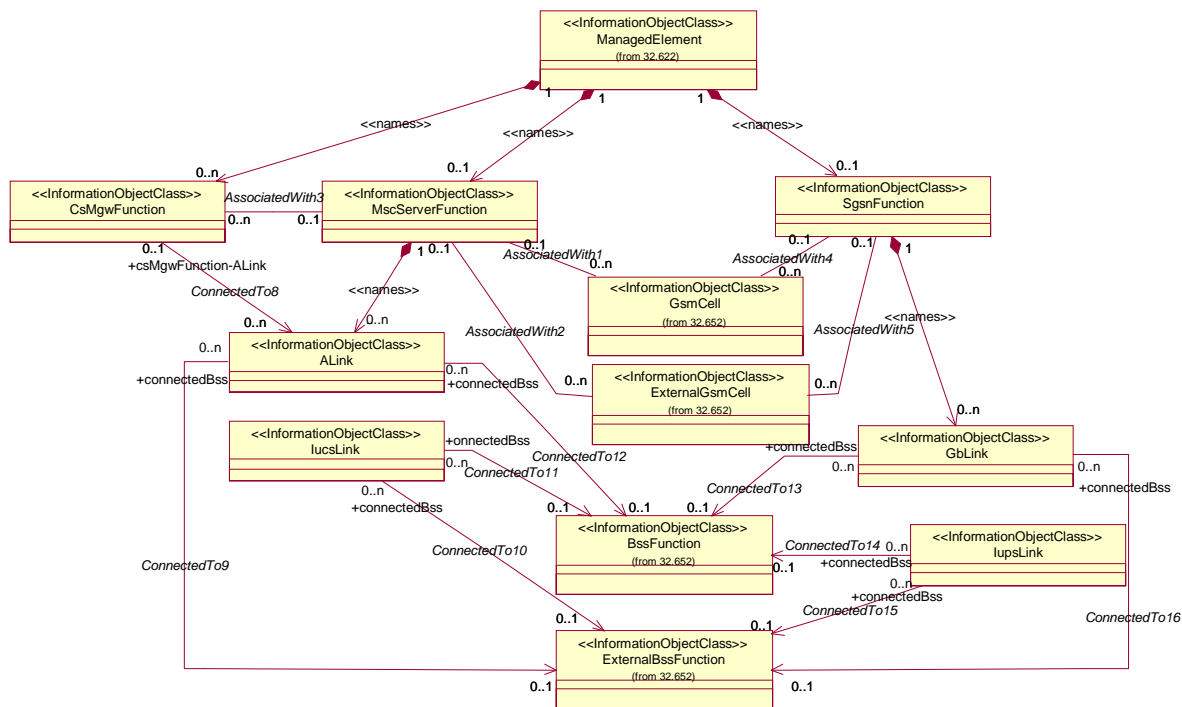 <<InformationObjectClass>>
ManagedElement
(from 32.622)
1
1
1
<<names>>
<<names>>
<<names>>
0..n
0..1
0..1
<<InformationObjectClass>>
CsMgwFunction
AssociatedWith3
0..n
0..1
<<InformationObjectClass>>
MscServerFunction
<<InformationObjectClass>>
SgsnFunction
0..1
+csMgwFunction-ALink
ConnectedTo8
0..n
1
<<names>>
0..n
0..1
0..1
AssociatedWith1
0..n
0..1
AssociatedWith4
0..n
0..1
1
<<InformationObjectClass>>
GsmCell
(from 32.652)
<<names>>
AssociatedWith2
AssociatedWith5
0..n
<<InformationObjectClass>>
ALink
0..n
+connectedBss
0..n
+connectedBss
0..n
<<InformationObjectClass>>
ExternalGsmCell
(from 32.652)
0..n
0..n
<<InformationObjectClass>>
IucsLink
+onnectedBss
0..n
ConnectedTo11
ConnectedTo12
+connectedBss
0..n
ConnectedTo13
<<InformationObjectClass>>
GbLink
0..n
+connectedBss
0..n
+connectedBss
0..1
0..1
0..1
<<InformationObjectClass>>
BssFunction
(from 32.652)
ConnectedTo14
0..n
+connectedBss
0..1
<<InformationObjectClass>>
IupsLink
ConnectedTo9
ConnectedTo10
0..n
+connectedBss
ConnectedTo15
ConnectedTo16
0..1
0..1
<<InformationObjectClass>>
ExternalBssFunction
(from 32.652)
0..1
0..1